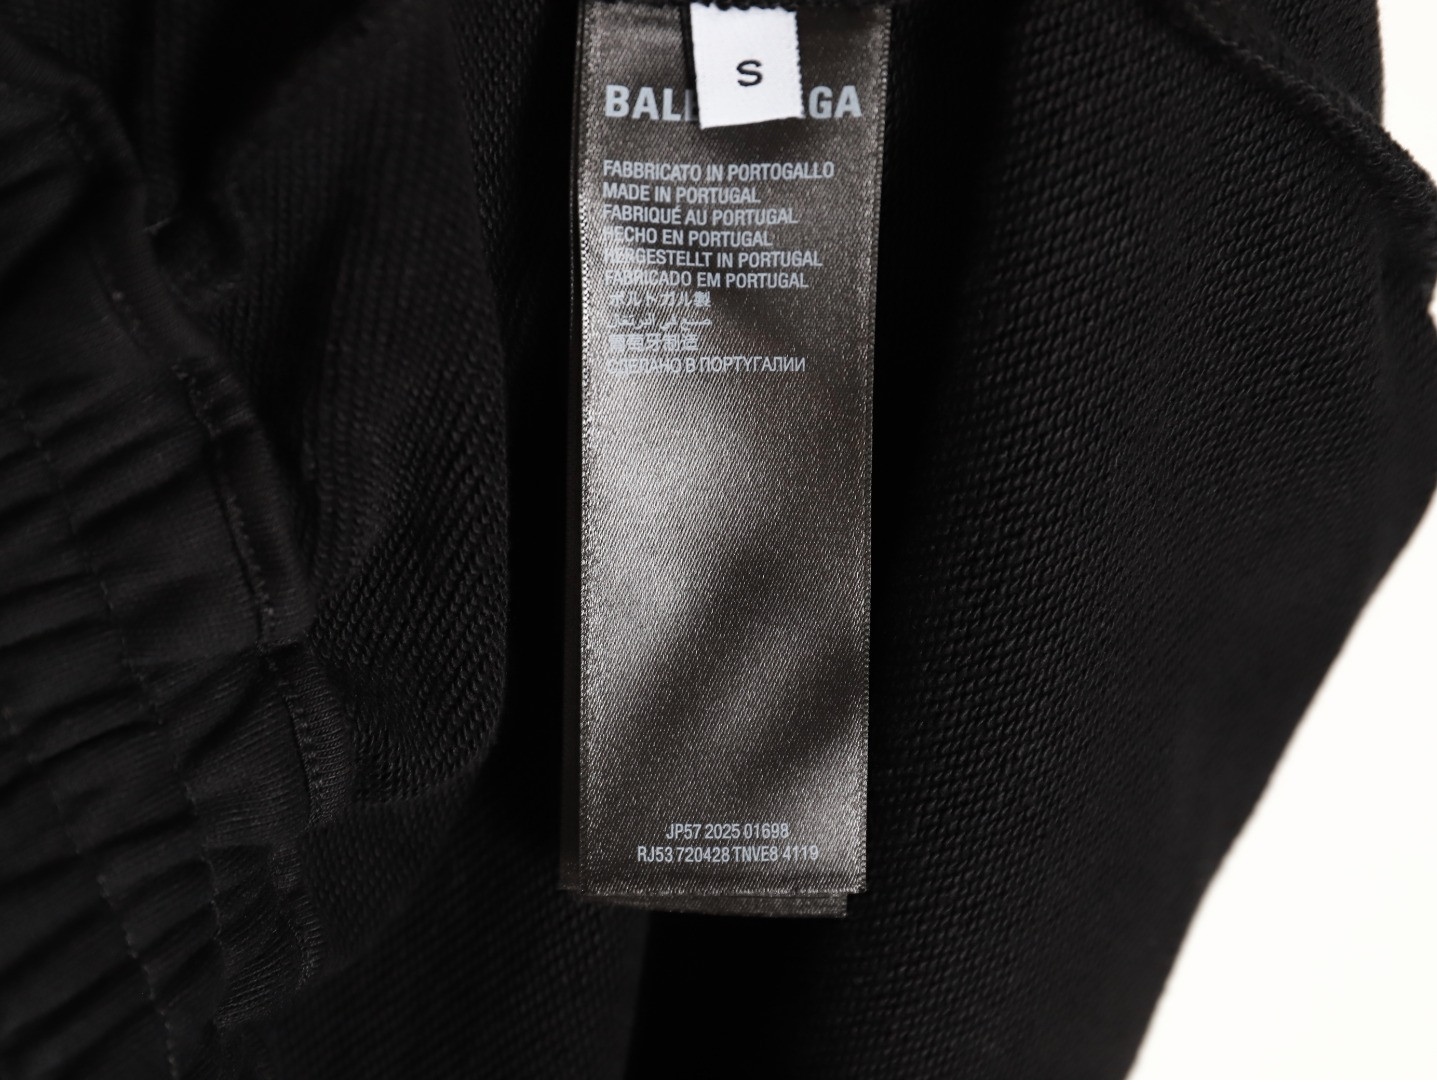 S
BAL GA
FABBRICATO IN PORTOGALLO
MADE IN PORTUGAL
FABRIQUÉ AU PORTUGAL
HECHO EN PORTUGAL
HERGESTELLT IN PORTUGAL
FABRICADO EM PORTUGAL
ポルトガル製
葡萄牙制造
СДЕЛАНО В ПОРТУГАЛИИ
JP57 2025 01698
RJ53 720428 TNVE8 4119